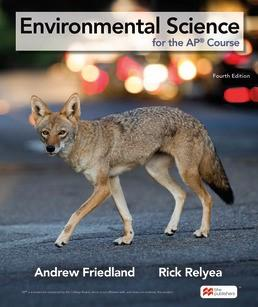 Environmental Science
for the AP® Course
Fourth Edition
Andrew Friedland
Rick Relyea
bfw
publishers